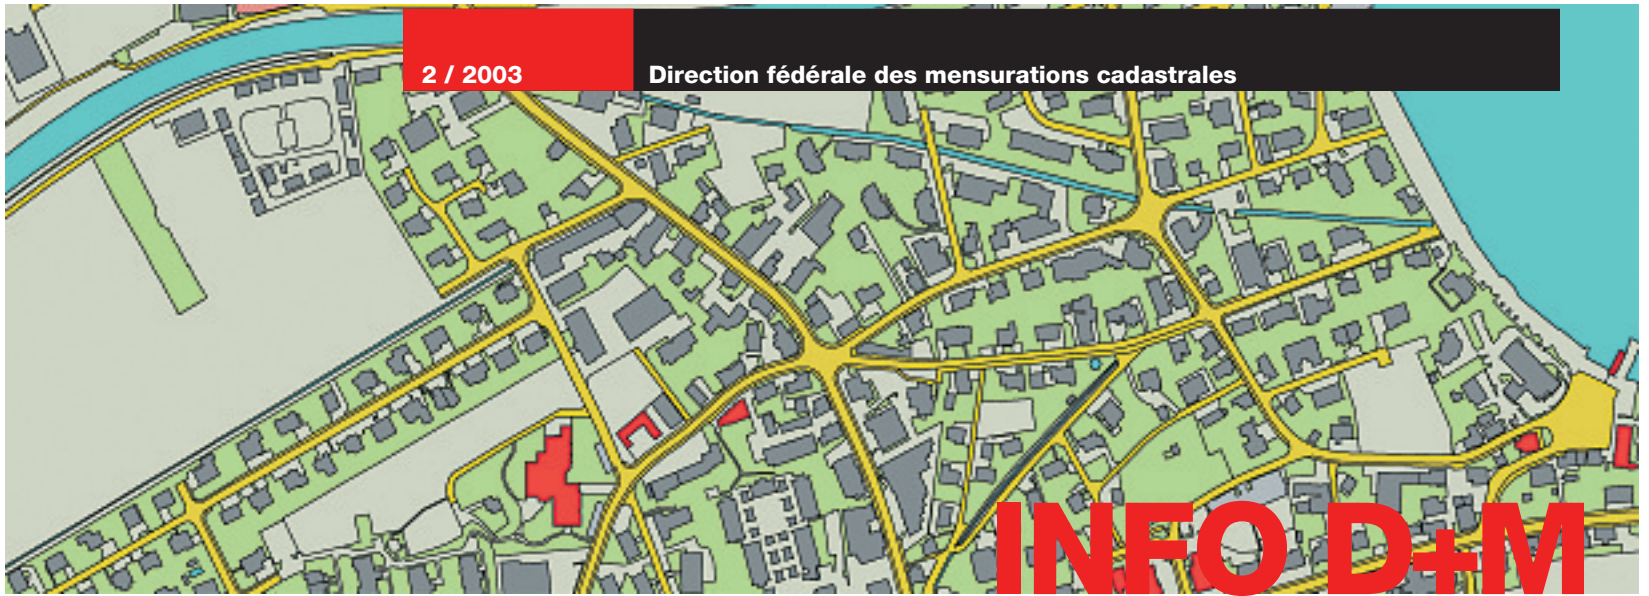 2 / 2003
Direction fédérale des mensurations cadastrales
INFO D+M